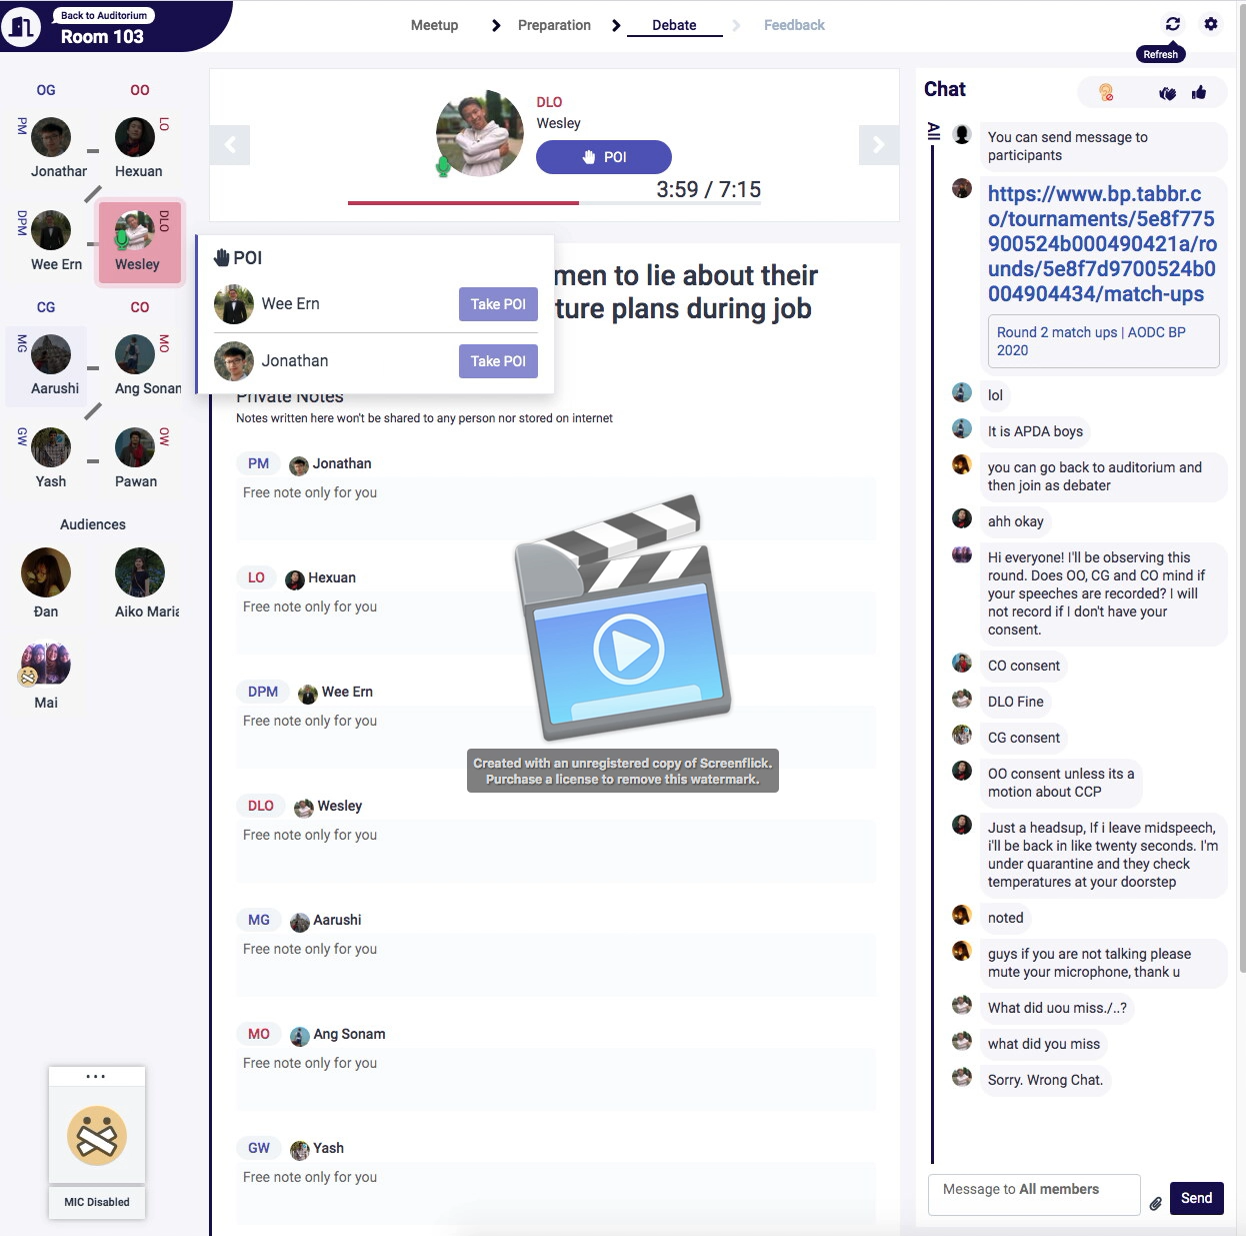 Back to Auditorium
Room 103
Meetup
Preparation
Debate
Feedback
Refresh
OG
OO
PM
Jonathan
LO
Hexuan
DPM
Wee Ern
DLO
Wesley
CG
CO
MG
Aarushi
MO
Ang Sonam
GW
Yash
OW
Pawan
Audiences
Đan
Aiko Maria
Mai
...
MIC Disabled
DLO
Wesley
POI
3:59 / 7:15
POI
Wee Ern
Take POI
Jonathan
Take POI
men to lie about their
ture plans during job
Private Notes
Notes written here won't be shared to any person nor stored on internet
PM Jonathan
Free note only for you
LO Hexuan
Free note only for you
DPM Wee Ern
Free note only for you
DLO Wesley
Free note only for you
MG Aarushi
Free note only for you
MO Ang Sonam
Free note only for you
GW Yash
Free note only for you
Created with an unregistered copy of Screenflick.
Purchase a license to remove this watermark.
Chat
All
You can send message to
participants
https://www.bp.tabbr.c
o/tournaments/5e8f775
900524b000490421a/ro
unds/5e8f7d9700524b0
004904434/match-ups
Round 2 match ups | AODC BP
2020
lol
It is APDA boys
you can go back to auditorium and
then join as debater
ahh okay
Hi everyone! I'll be observing this
round. Does OO, CG and CO mind if
your speeches are recorded? I will
not record if I don't have your
consent.
CO consent
DLO Fine
CG consent
OO consent unless its a
motion about CCP
Just a headsup, If i leave midspeech,
i'll be back in like twenty seconds. I'm
under quarantine and they check
temperatures at your doorstep
noted
guys if you are not talking please
mute your microphone, thank u
What did uou miss./..?
what did you miss
Sorry. Wrong Chat.
Message to All members
Send